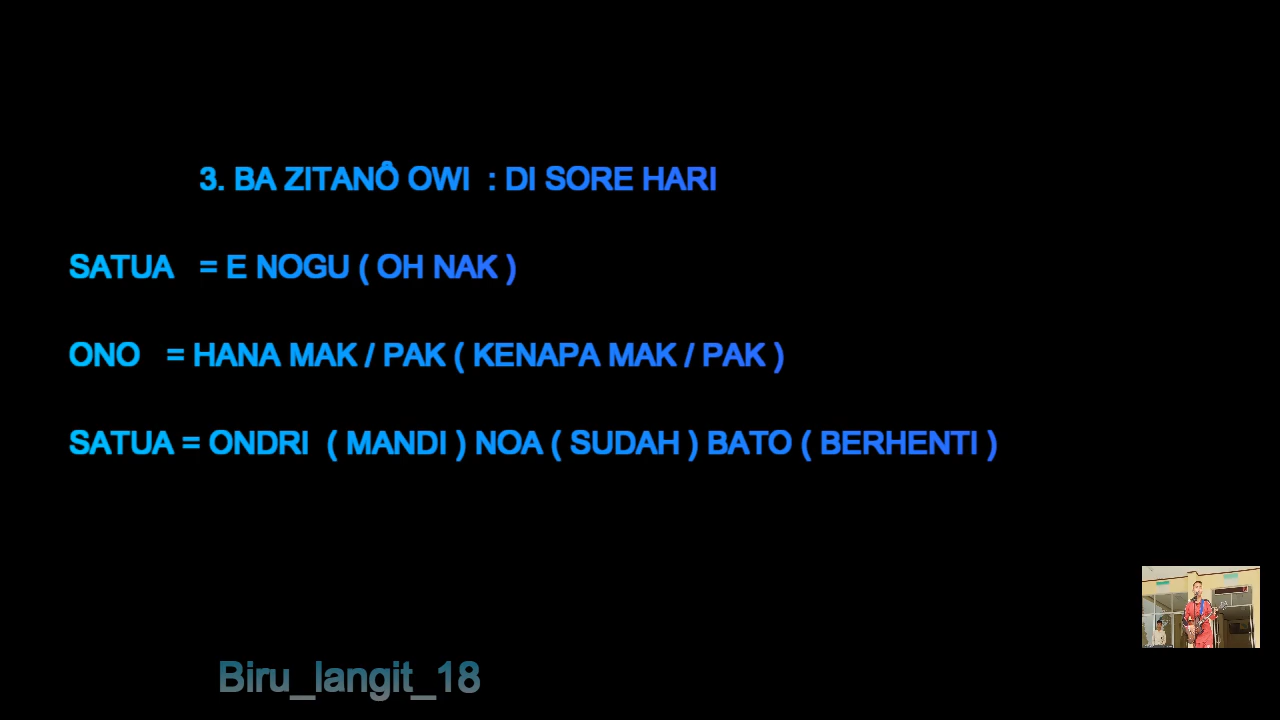 3. BA ZITANÔ OWI : DI SORE HARI
SATUA = E NOGU ( OH NAK )
ONO = HANA MAK / PAK ( KENAPA MAK / PAK )
SATUA = ONDRI ( MANDI ) NOA ( SUDAH ) BATO ( BERHENTI )
Biru_langit_18